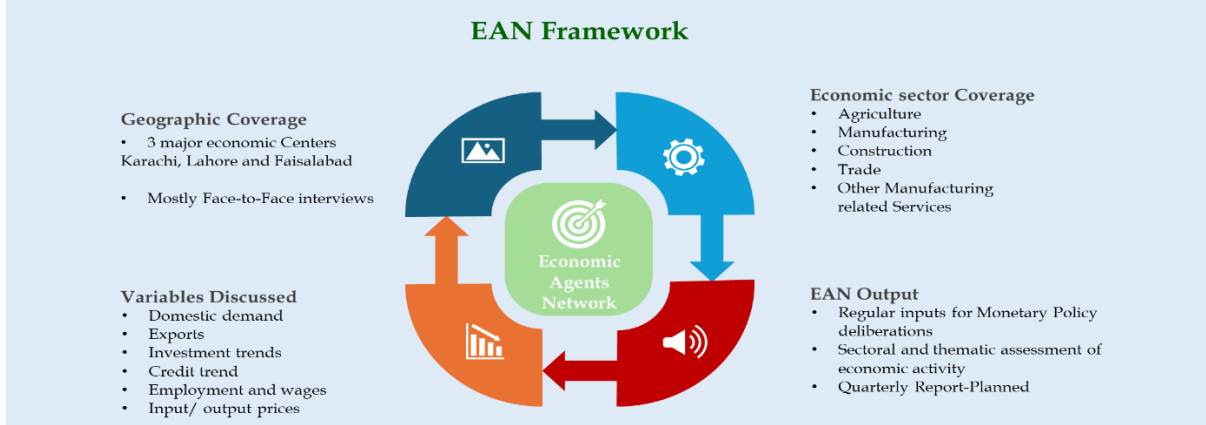 EAN Framework
Geographic Coverage
• 3 major economic Centers
Karachi, Lahore and Faisalabad
• Mostly Face-to-Face interviews
Economic sector Coverage
• Agriculture
• Manufacturing
• Construction
• Trade
• Other Manufacturing
related Services
Economic
Agents
Network
Variables Discussed
• Domestic demand
• Exports
• Investment trends
• Credit trend
• Employment and wages
• Input/ output prices
EAN Output
• Regular inputs for Monetary Policy
deliberations
• Sectoral and thematic assessment of
economic activity
• Quarterly Report-Planned